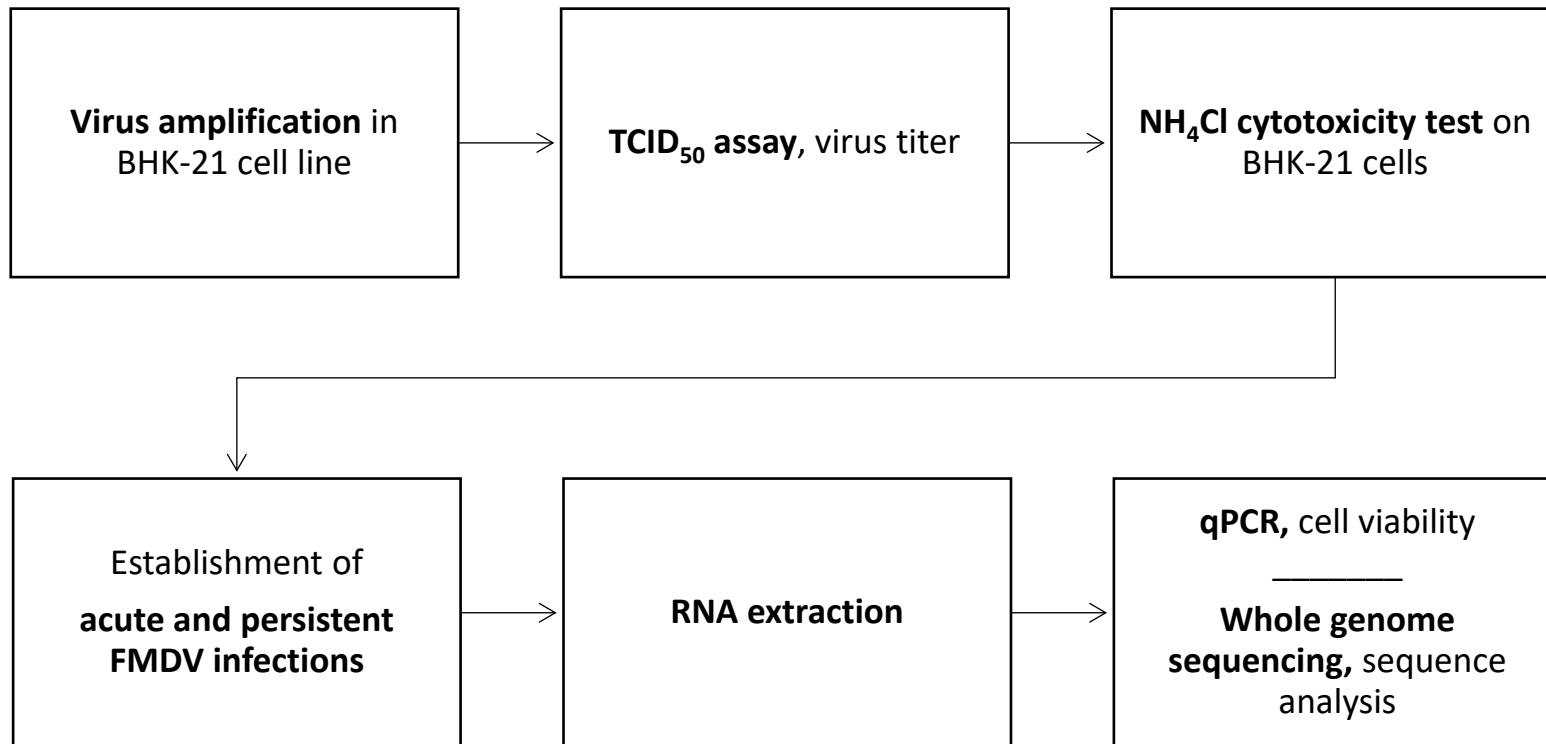 Virus amplification in
BHK-21 cell line
TCID₅₀ assay, virus titer
NH₄Cl cytotoxicity test on
BHK-21 cells
Establishment of
acute and persistent
FMDV infections
RNA extraction
qPCR, cell viability
_______
Whole genome
sequencing, sequence
analysis